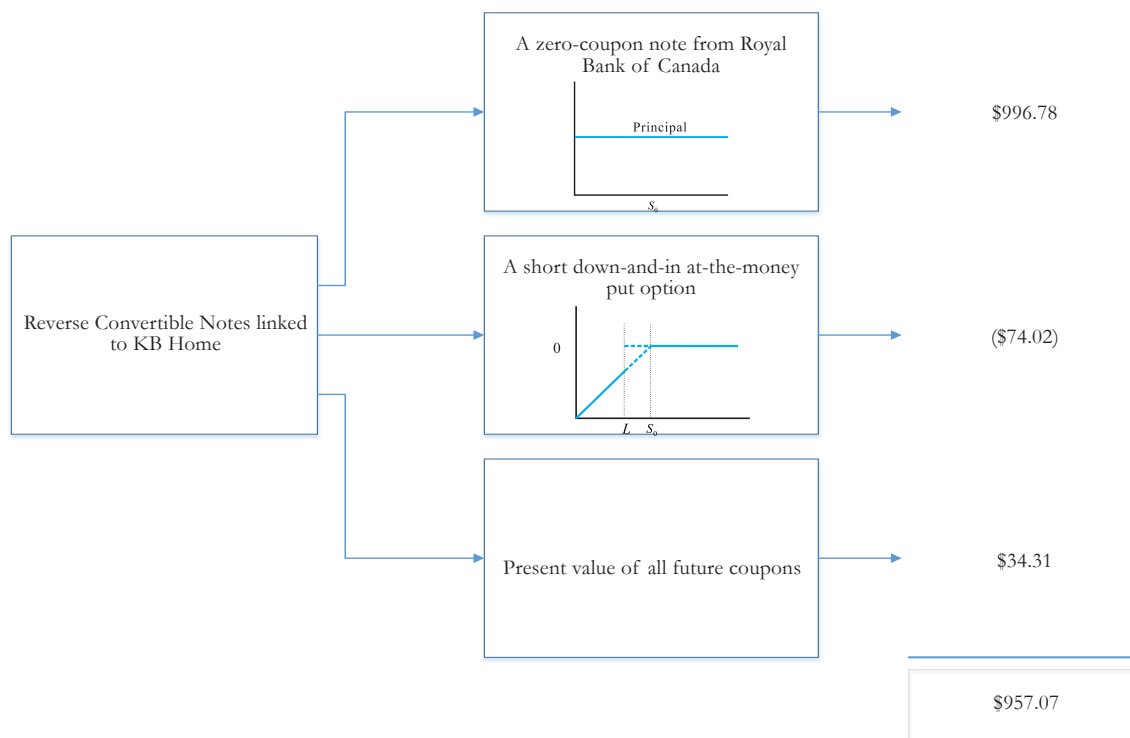 A zero-coupon note from Royal
Bank of Canada
Principal
S₀
$996.78
Reverse Convertible Notes linked
to KB Home
A short down-and-in at-the-money
put option
0
L S₀
($74.02)
Present value of all future coupons
$34.31
$957.07